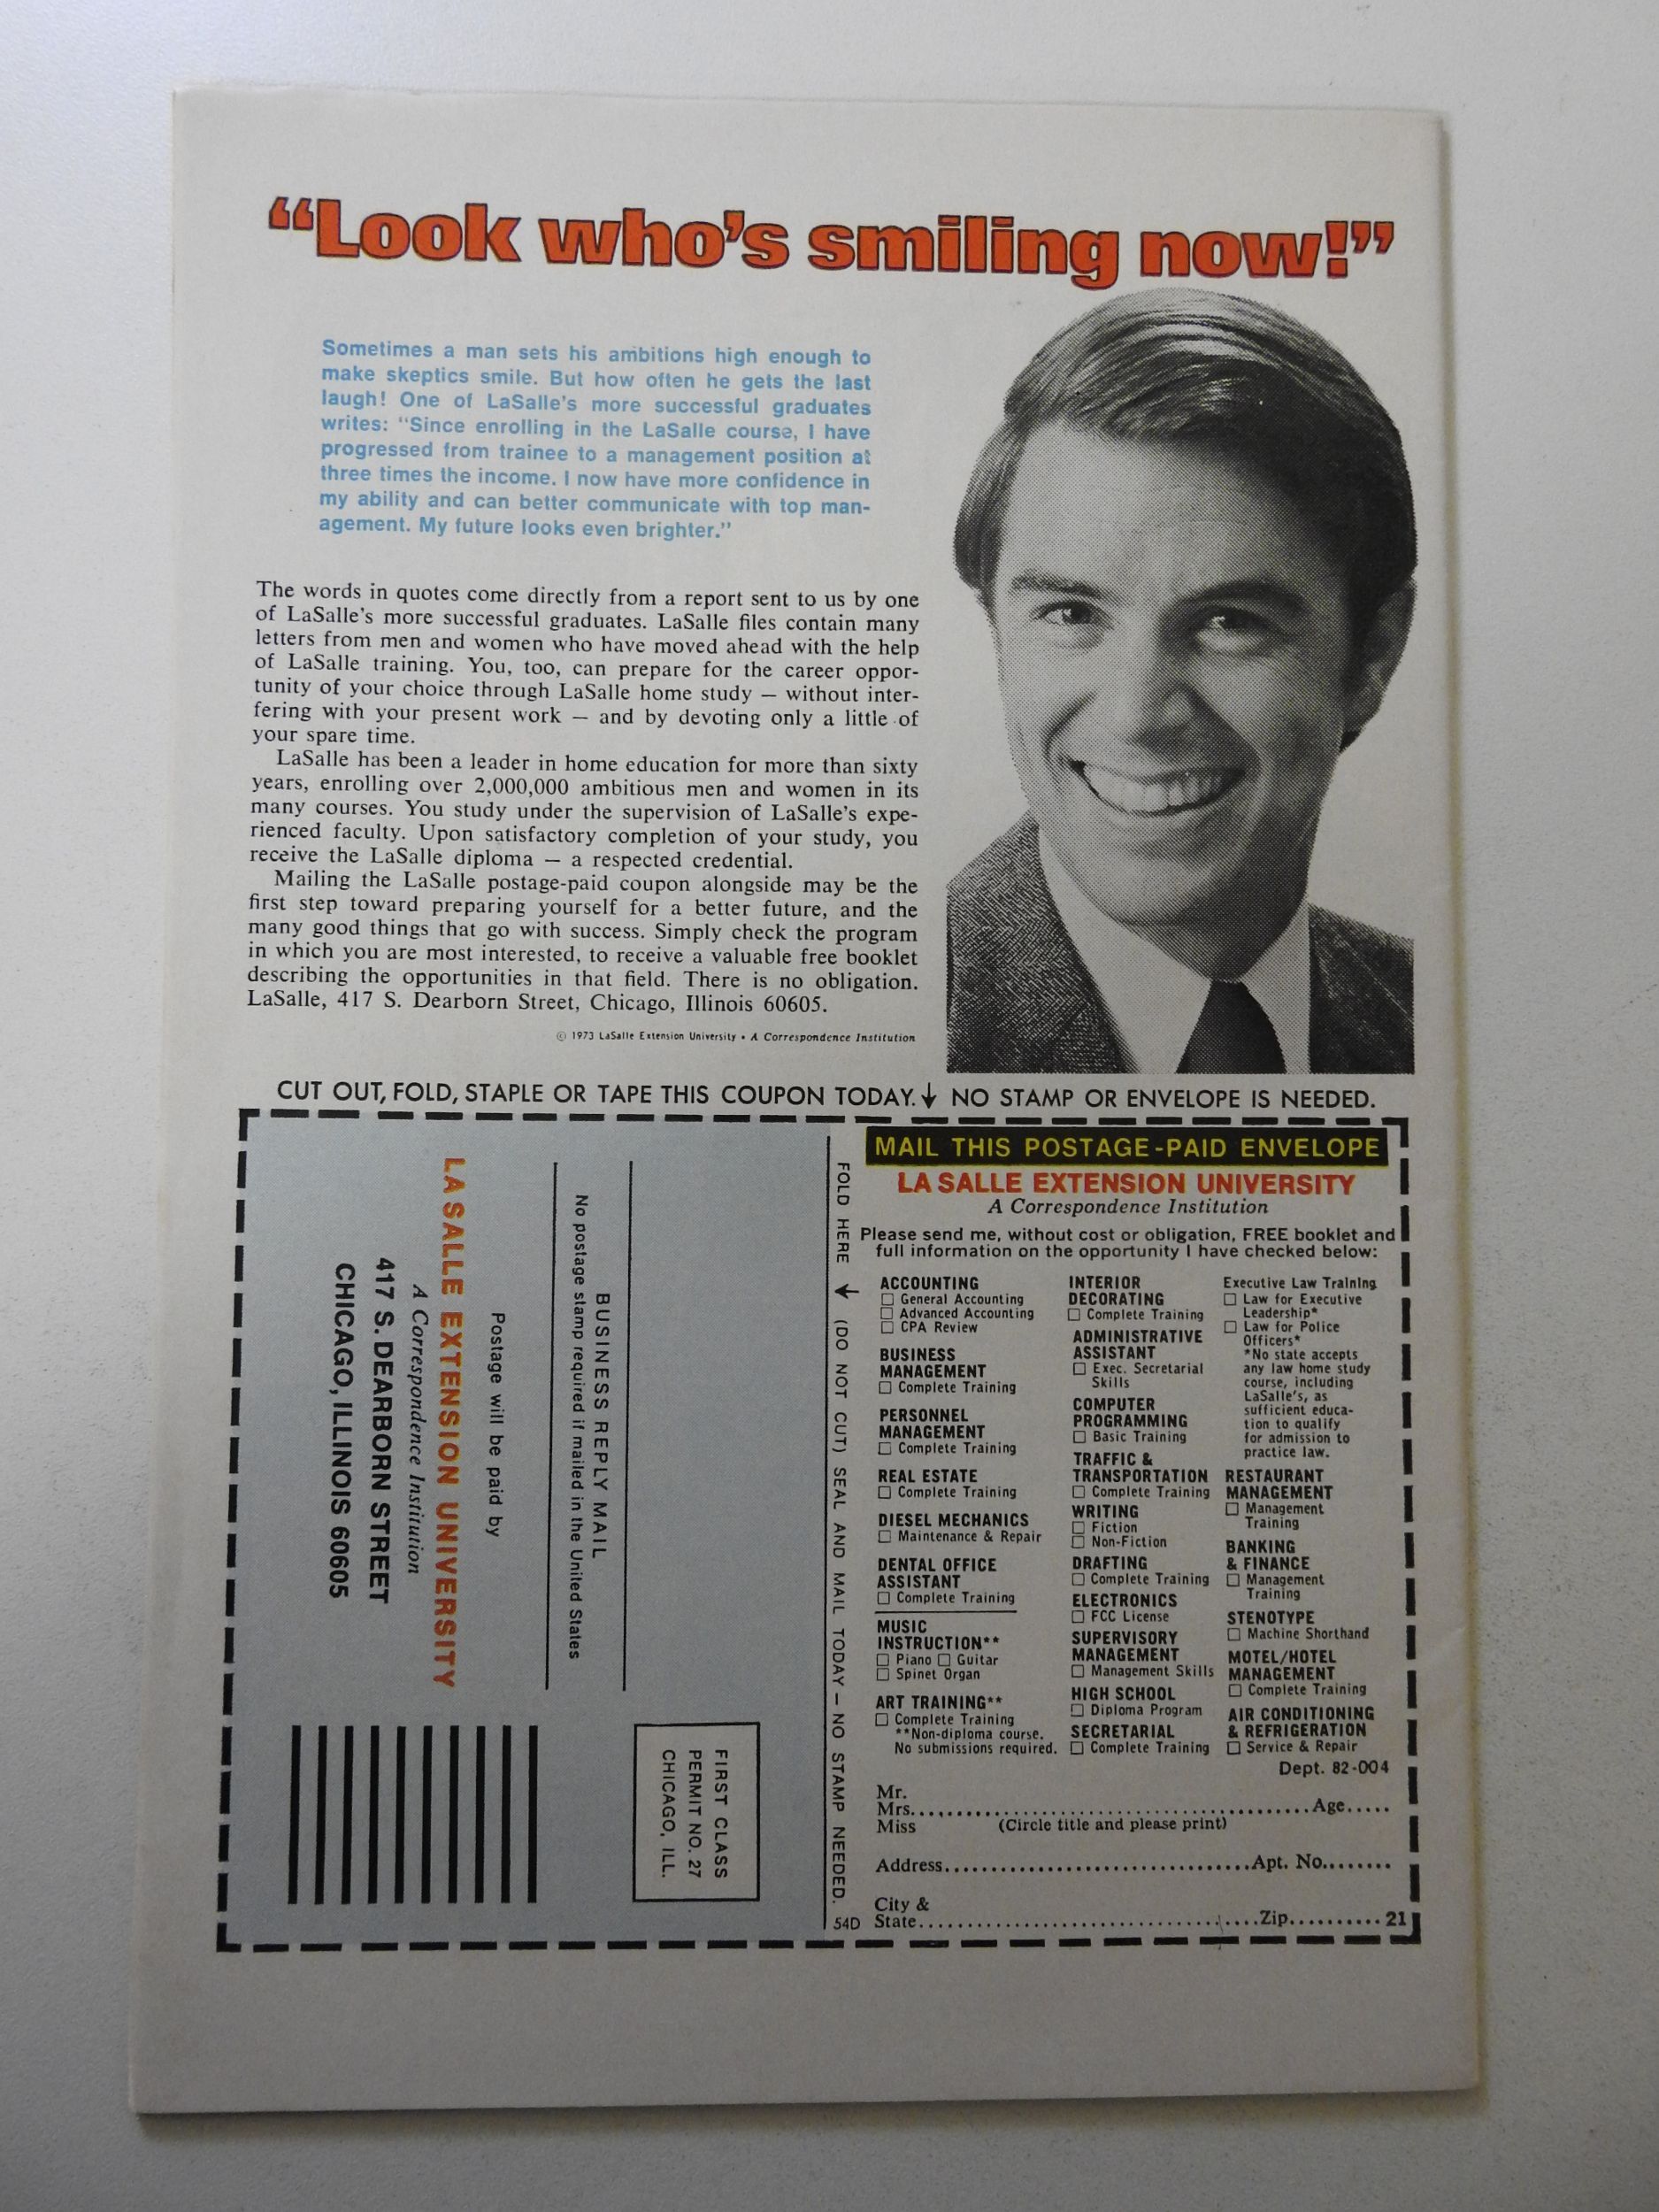 “Look who’s smiling now!”
Sometimes a man sets his ambitions high enough to
make skeptics smile. But how often he gets the last
laugh! One of LaSalle’s more successful graduates
writes: “Since enrolling in the LaSalle course, I have
progressed from trainee to a management position at
three times the income. I now have more confidence in
my ability and can better communicate with top man-
agement. My future looks even brighter.”
The words in quotes come directly from a report sent to us by one
of LaSalle’s more successful graduates. LaSalle files contain many
letters from men and women who have moved ahead with the help
of LaSalle training. You, too, can prepare for the career oppor-
tunity of your choice through LaSalle home study — without inter-
fering with your present work — and by devoting only a little of
your spare time.
LaSalle has been a leader in home education for more than sixty
years, enrolling over 2,000,000 ambitious men and women in its
many courses. You study under the supervision of LaSalle’s expe-
rienced faculty. Upon satisfactory completion of your study, you
receive the LaSalle diploma — a respected credential.
Mailing the LaSalle postage-paid coupon alongside may be the
first step toward preparing yourself for a better future, and the
many good things that go with success. Simply check the program
in which you are most interested, to receive a valuable free booklet
describing the opportunities in that field. There is no obligation.
LaSalle, 417 S. Dearborn Street, Chicago, Illinois 60605.
© 1973 LaSalle Extension University • A Correspondence Institution
CUT OUT, FOLD, STAPLE OR TAPE THIS COUPON TODAY.↓ NO STAMP OR ENVELOPE IS NEEDED.
FIRST CLASS
PERMIT NO. 27
CHICAGO, ILL.
BUSINESS REPLY MAIL
No postage stamp required if mailed in the United States
Postage will be paid by
LA SALLE EXTENSION UNIVERSITY
A Correspondence Institution
417 S. DEARBORN STREET
CHICAGO, ILLINOIS 60605
FOLD HERE ↓ (DO NOT CUT) SEAL AND MAIL TODAY — NO STAMP NEEDED.
54D
MAIL THIS POSTAGE-PAID ENVELOPE
LA SALLE EXTENSION UNIVERSITY
A Correspondence Institution
Please send me, without cost or obligation, FREE booklet and
full information on the opportunity I have checked below:
ACCOUNTING
☐ General Accounting
☐ Advanced Accounting
☐ CPA Review
BUSINESS
MANAGEMENT
☐ Complete Training
PERSONNEL
MANAGEMENT
☐ Complete Training
REAL ESTATE
☐ Complete Training
DIESEL MECHANICS
☐ Maintenance & Repair
DENTAL OFFICE
ASSISTANT
☐ Complete Training
MUSIC
INSTRUCTION**
☐ Piano ☐ Guitar
☐ Spinet Organ
ART TRAINING**
☐ Complete Training
**Non-diploma course.
No submissions required.
INTERIOR
DECORATING
☐ Complete Training
ADMINISTRATIVE
ASSISTANT
☐ Exec. Secretarial
Skills
COMPUTER
PROGRAMMING
☐ Basic Training
TRAFFIC &
TRANSPORTATION
☐ Complete Training
WRITING
☐ Fiction
☐ Non-Fiction
DRAFTING
☐ Complete Training
ELECTRONICS
☐ FCC License
SUPERVISORY
MANAGEMENT
☐ Management Skills
HIGH SCHOOL
☐ Diploma Program
SECRETARIAL
☐ Complete Training
Executive Law Training
☐ Law for Executive
Leadership*
☐ Law for Police
Officers*
*No state accepts
any law home study
course, including
LaSalle’s, as
sufficient educa-
tion to qualify
for admission to
practice law.
RESTAURANT
MANAGEMENT
☐ Management
Training
BANKING
& FINANCE
☐ Management
Training
STENOTYPE
☐ Machine Shorthand
MOTEL/HOTEL
MANAGEMENT
☐ Complete Training
AIR CONDITIONING
& REFRIGERATION
☐ Service & Repair
Dept. 82-004
Mr.
Mrs. Age
Miss (Circle title and please print)
Address Apt. No.
City &
State Zip 21